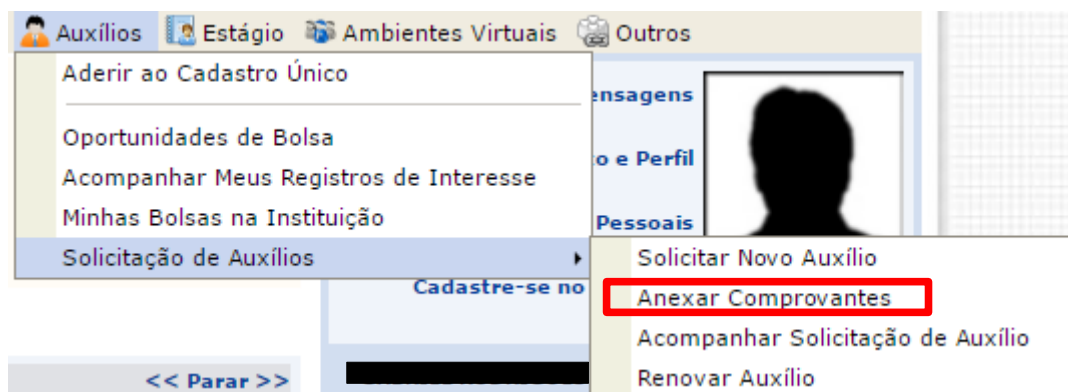 Auxílios Estágio Ambientes Virtuais Outros
Aderir ao Cadastro Único
ensagens
Oportunidades de Bolsa
o e Perfil
Acompanhar Meus Registros de Interesse
Minhas Bolsas na Instituição
Pessoais
Solicitação de Auxílios
Solicitar Novo Auxílio
Cadastre-se no
Anexar Comprovantes
Acompanhar Solicitação de Auxílio
<< Parar >>
Renovar Auxílio